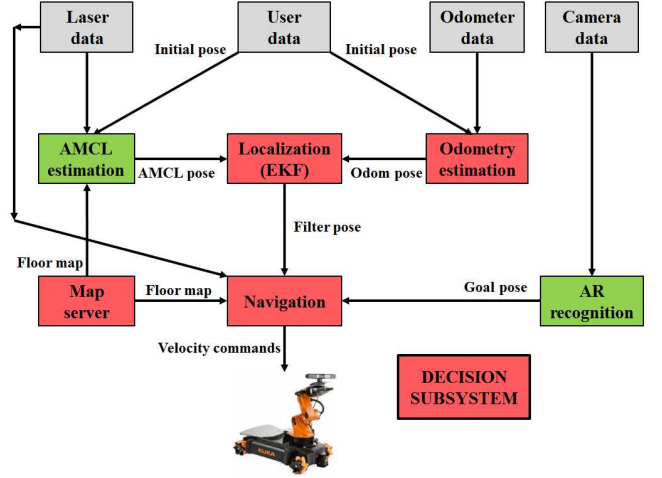 Laser
data
User
data
Odometer
data
Camera
data
Initial pose
Initial pose
AMCL
estimation
Localization
(EKF)
Odometry
estimation
AMCL pose
Odom pose
Filter pose
Floor map
Map
server
Floor map
Navigation
Goal pose
AR
recognition
Velocity commands
DECISION
SUBSYSTEM
KUKA